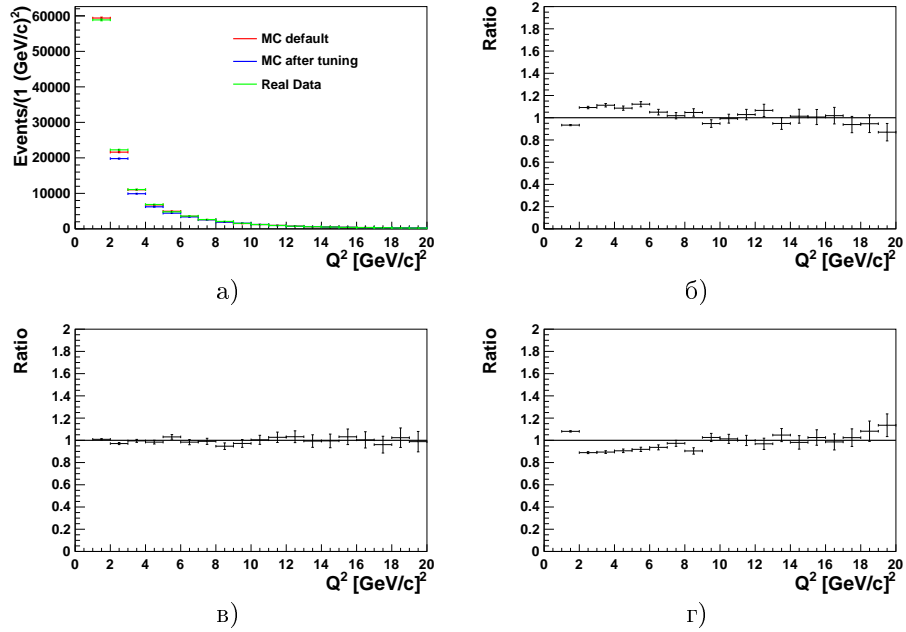 Events/(1 (GeV/c)²)
60000
50000
40000
30000
20000
10000
0
MC default
MC after tuning
Real Data
0 2 4 6 8 10 12 14 16 18 20
Q² [GeV/c]²
а)
Ratio
2
1.8
1.6
1.4
1.2
1
0.8
0.6
0.4
0.2
0
0 2 4 6 8 10 12 14 16 18 20
Q² [GeV/c]²
б)
Ratio
2
1.8
1.6
1.4
1.2
1
0.8
0.6
0.4
0.2
0
0 2 4 6 8 10 12 14 16 18 20
Q² [GeV/c]²
в)
Ratio
2
1.8
1.6
1.4
1.2
1
0.8
0.6
0.4
0.2
0
0 2 4 6 8 10 12 14 16 18 20
Q² [GeV/c]²
г)